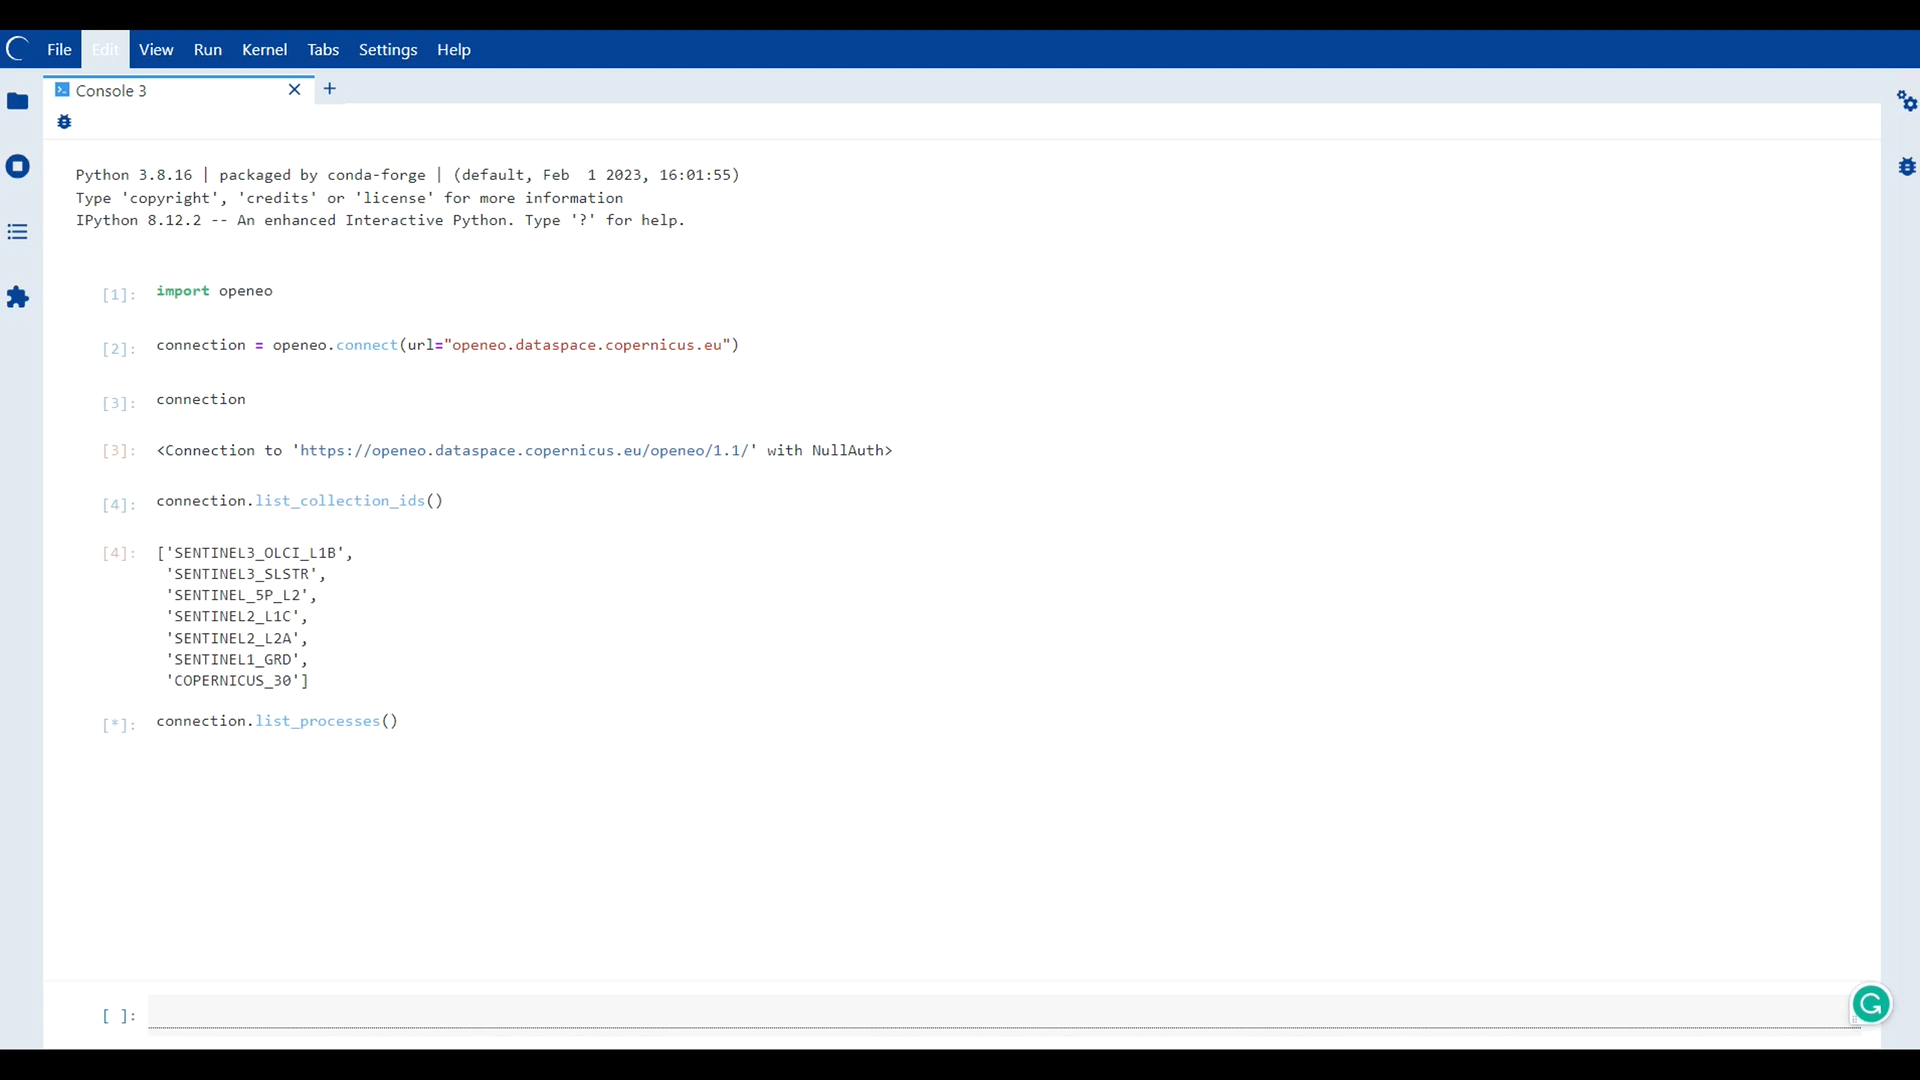 File Edit View Run Kernel Tabs Settings Help
Console 3
Python 3.8.16 | packaged by conda-forge | (default, Feb  1 2023, 16:01:55)
Type 'copyright', 'credits' or 'license' for more information
IPython 8.12.2 -- An enhanced Interactive Python. Type '?' for help.
[1]: import openeo
[2]: connection = openeo.connect(url="openeo.dataspace.copernicus.eu")
[3]: connection
[3]: <Connection to 'https://openeo.dataspace.copernicus.eu/openeo/1.1/' with NullAuth>
[4]: connection.list_collection_ids()
[4]: ['SENTINEL3_OLCI_L1B',
'SENTINEL3_SLSTR',
'SENTINEL_5P_L2',
'SENTINEL2_L1C',
'SENTINEL2_L2A',
'SENTINEL1_GRD',
'COPERNICUS_30']
[*]: connection.list_processes()
[ ]: